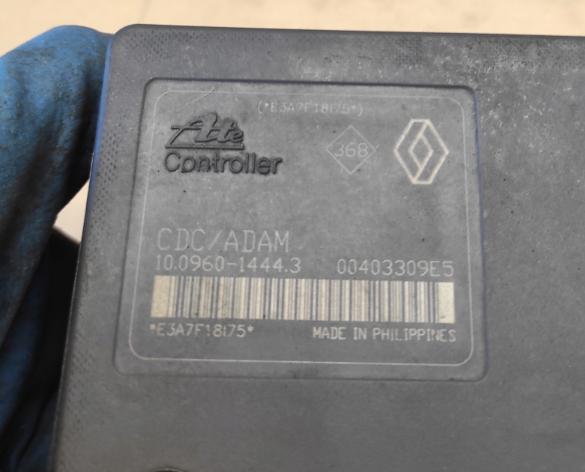 (*E3A7F18175*)
Ate
Controller
368
CDC/ADAM
10.0960-1444.3 00403309E5
*E3A7F18175*
MADE IN PHILIPPINES